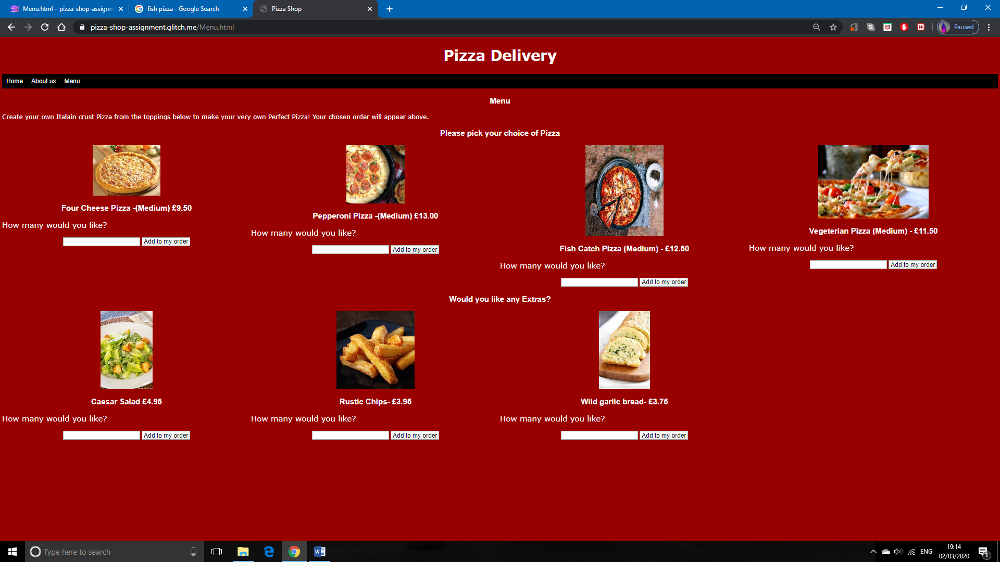 Menu.html – pizza-shop-assignm
fish pizza - Google Search
Pizza Shop
pizza-shop-assignment.glitch.me/Menu.html
Paused
Pizza Delivery
Home About us Menu
Menu
Create your own Italain crust Pizza from the toppings below to make your very own Perfect Pizza! Your chosen order will appear above.
Please pick your choice of Pizza
Four Cheese Pizza -(Medium) £9.50
How many would you like?
Add to my order
Pepperoni Pizza -(Medium) £13.00
How many would you like?
Add to my order
Fish Catch Pizza (Medium) - £12.50
How many would you like?
Add to my order
Vegeterian Pizza (Medium) - £11.50
How many would you like?
Add to my order
Would you like any Extras?
Caesar Salad £4.95
How many would you like?
Add to my order
Rustic Chips- £3.95
How many would you like?
Add to my order
Wild garlic bread- £3.75
How many would you like?
Add to my order
Type here to search
ENG
19:14
02/03/2020
1